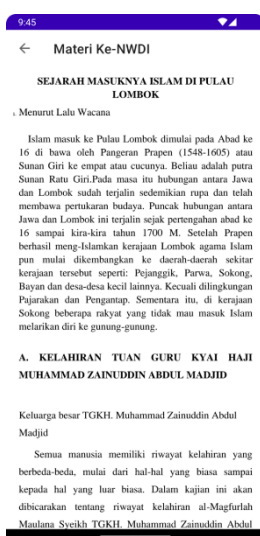 9:45
Materi Ke-NWDI
SEJARAH MASUKNYA ISLAM DI PULAU
LOMBOK
Menurut Lalu Wacana
Islam masuk ke Pulau Lombok dimulai pada Abad ke
16 di bawa oleh Pangeran Prapen (1548-1605) atau
Sunan Giri ke empat atau cucunya. Beliau adalah putra
Sunan Ratu Giri.Pada masa itu hubungan antara Jawa
dan Lombok sudah terjalin sedemikian rupa dan telah
membawa pertukaran budaya. Puncak hubungan antara
Jawa dan Lombok ini terjalin sejak pertengahan abad ke
16 sampai kira-kira tahun 1700 M. Setelah Prapen
berhasil meng-Islamkan kerajaan Lombok agama Islam
pun mulai dikembangkan ke daerah-daerah sekitar
kerajaan tersebut seperti: Pejanggik, Parwa, Sokong,
Bayan dan desa-desa kecil lainnya. Kecuali dilingkungan
Pajarakan dan Pengantap. Sementara itu, di kerajaan
Sokong beberapa rakyat yang tidak mau masuk Islam
melarikan diri ke gunung-gunung.
A. KELAHIRAN TUAN GURU KYAI HAJI
MUHAMMAD ZAINUDDIN ABDUL MADJID
Keluarga besar TGKH. Muhammad Zainuddin Abdul
Madjid
Semua manusia memiliki riwayat kelahiran yang
berbeda-beda, mulai dari hal-hal yang biasa sampai
kepada hal yang luar biasa. Dalam kajian ini akan
dibicarakan tentang riwayat kelahiran al-Magfurlah
Maulana Syeikh TGKH. Muhammad Zainuddin Abdul